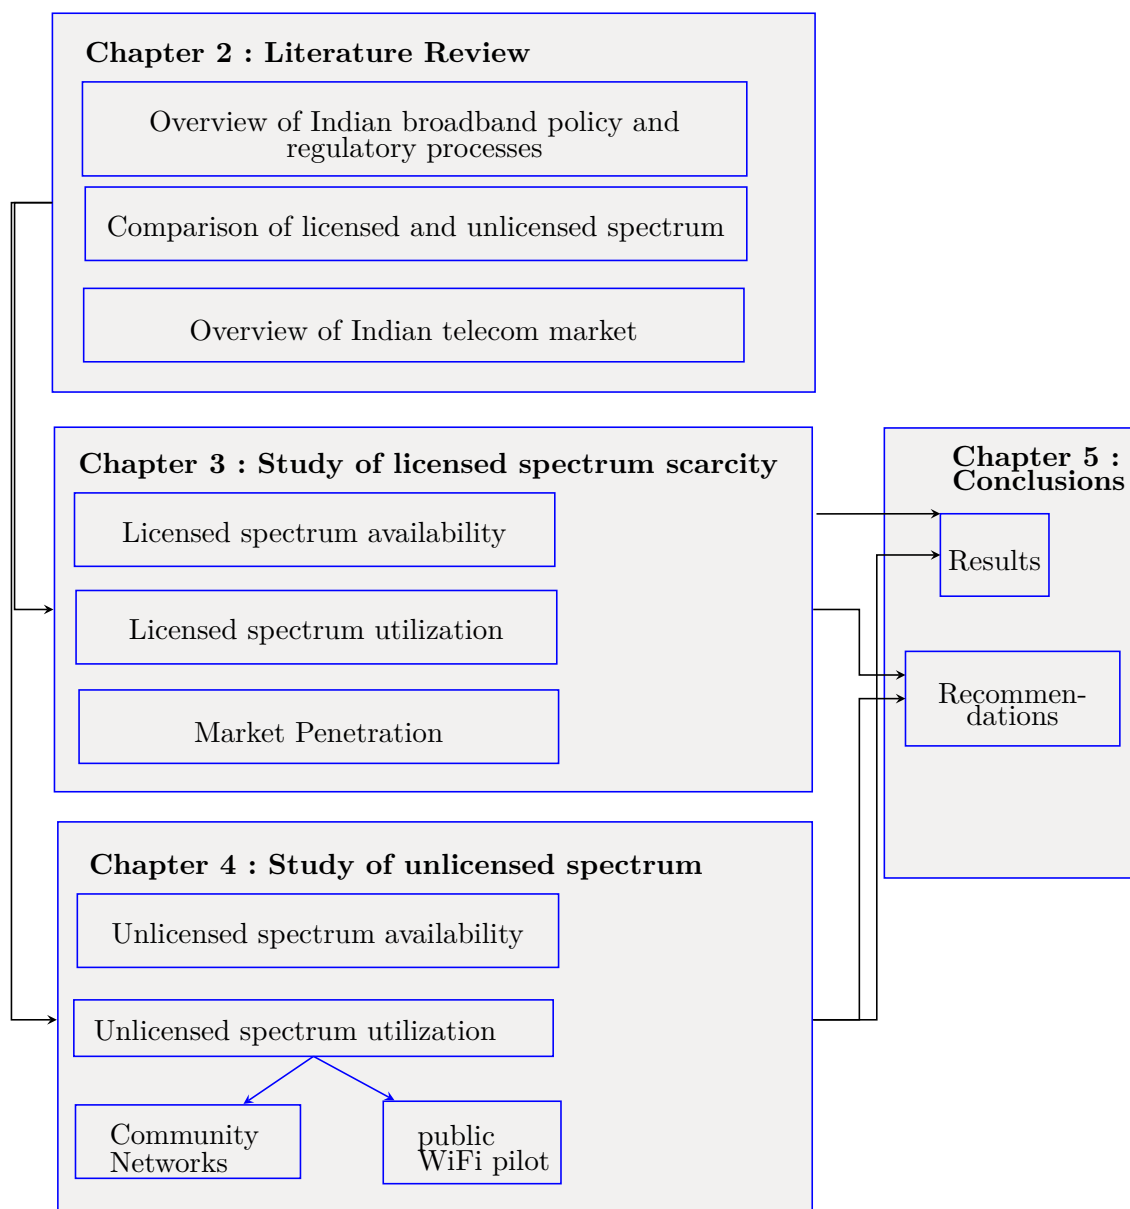 Chapter 2 : Literature Review
Overview of Indian broadband policy and
regulatory processes
Comparison of licensed and unlicensed spectrum
Overview of Indian telecom market
Chapter 3 : Study of licensed spectrum scarcity
Licensed spectrum availability
Licensed spectrum utilization
Market Penetration
Chapter 4 : Study of unlicensed spectrum
Unlicensed spectrum availability
Unlicensed spectrum utilization
Community
Networks
public
WiFi pilot
Chapter 5 :
Conclusions
Results
Recommen-
dations